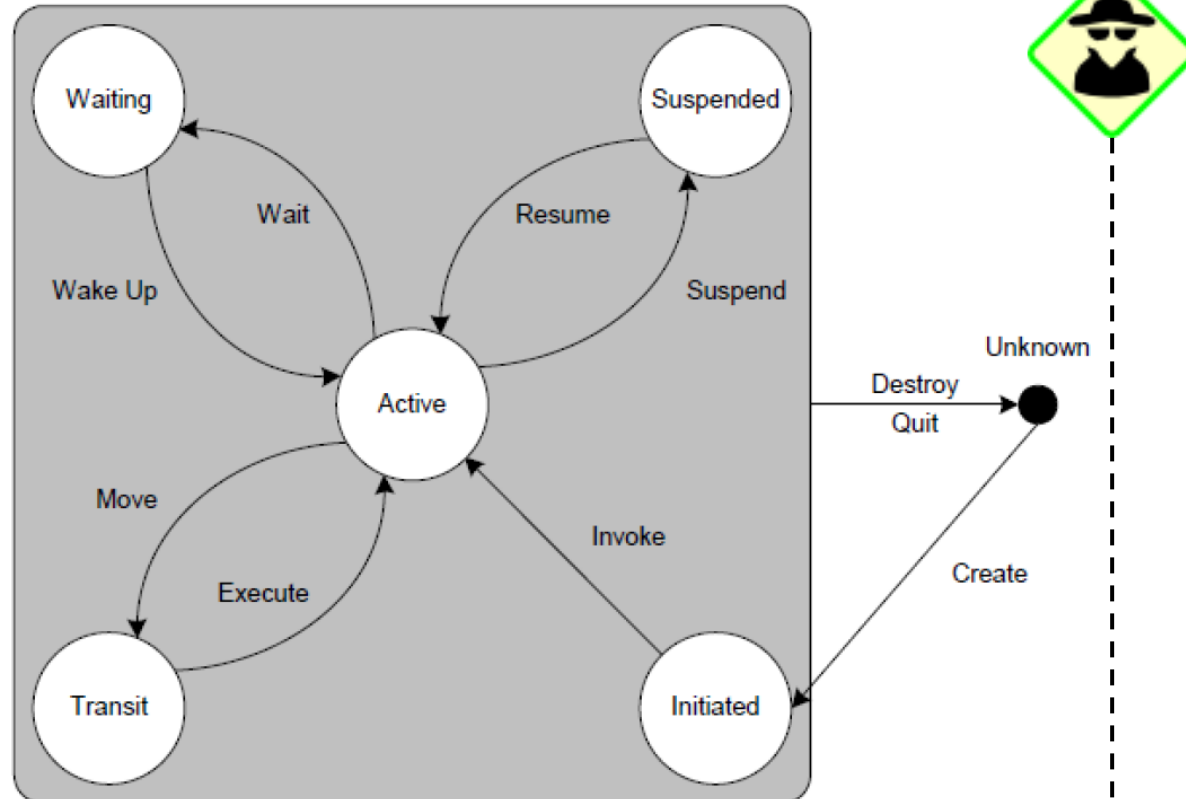 Waiting
Suspended
Wait
Resume
Wake Up
Suspend
Unknown
Destroy
Active
Quit
Move
Invoke
Create
Execute
Transit
Initiated